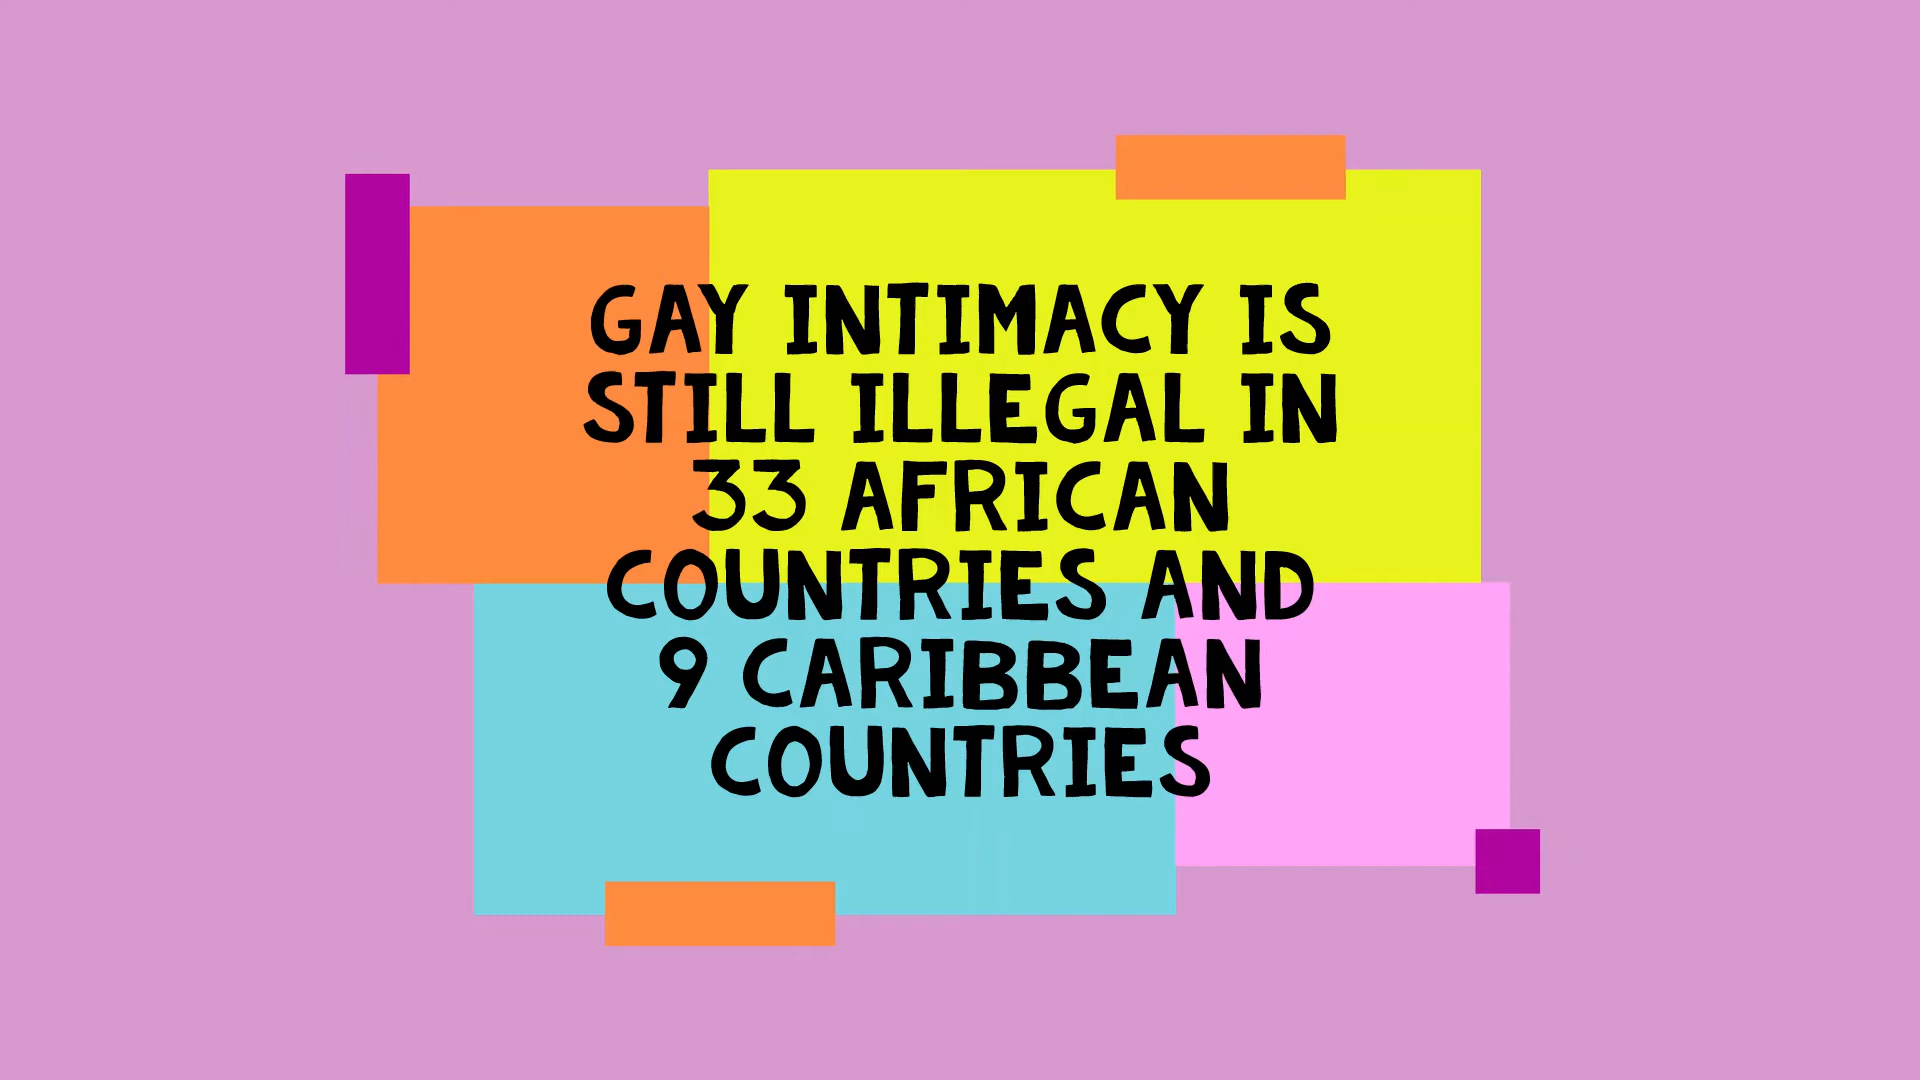 GAY INTIMACY IS
STILL ILLEGAL IN
33 AFRICAN
COUNTRIES AND
9 CARIBBEAN
COUNTRIES